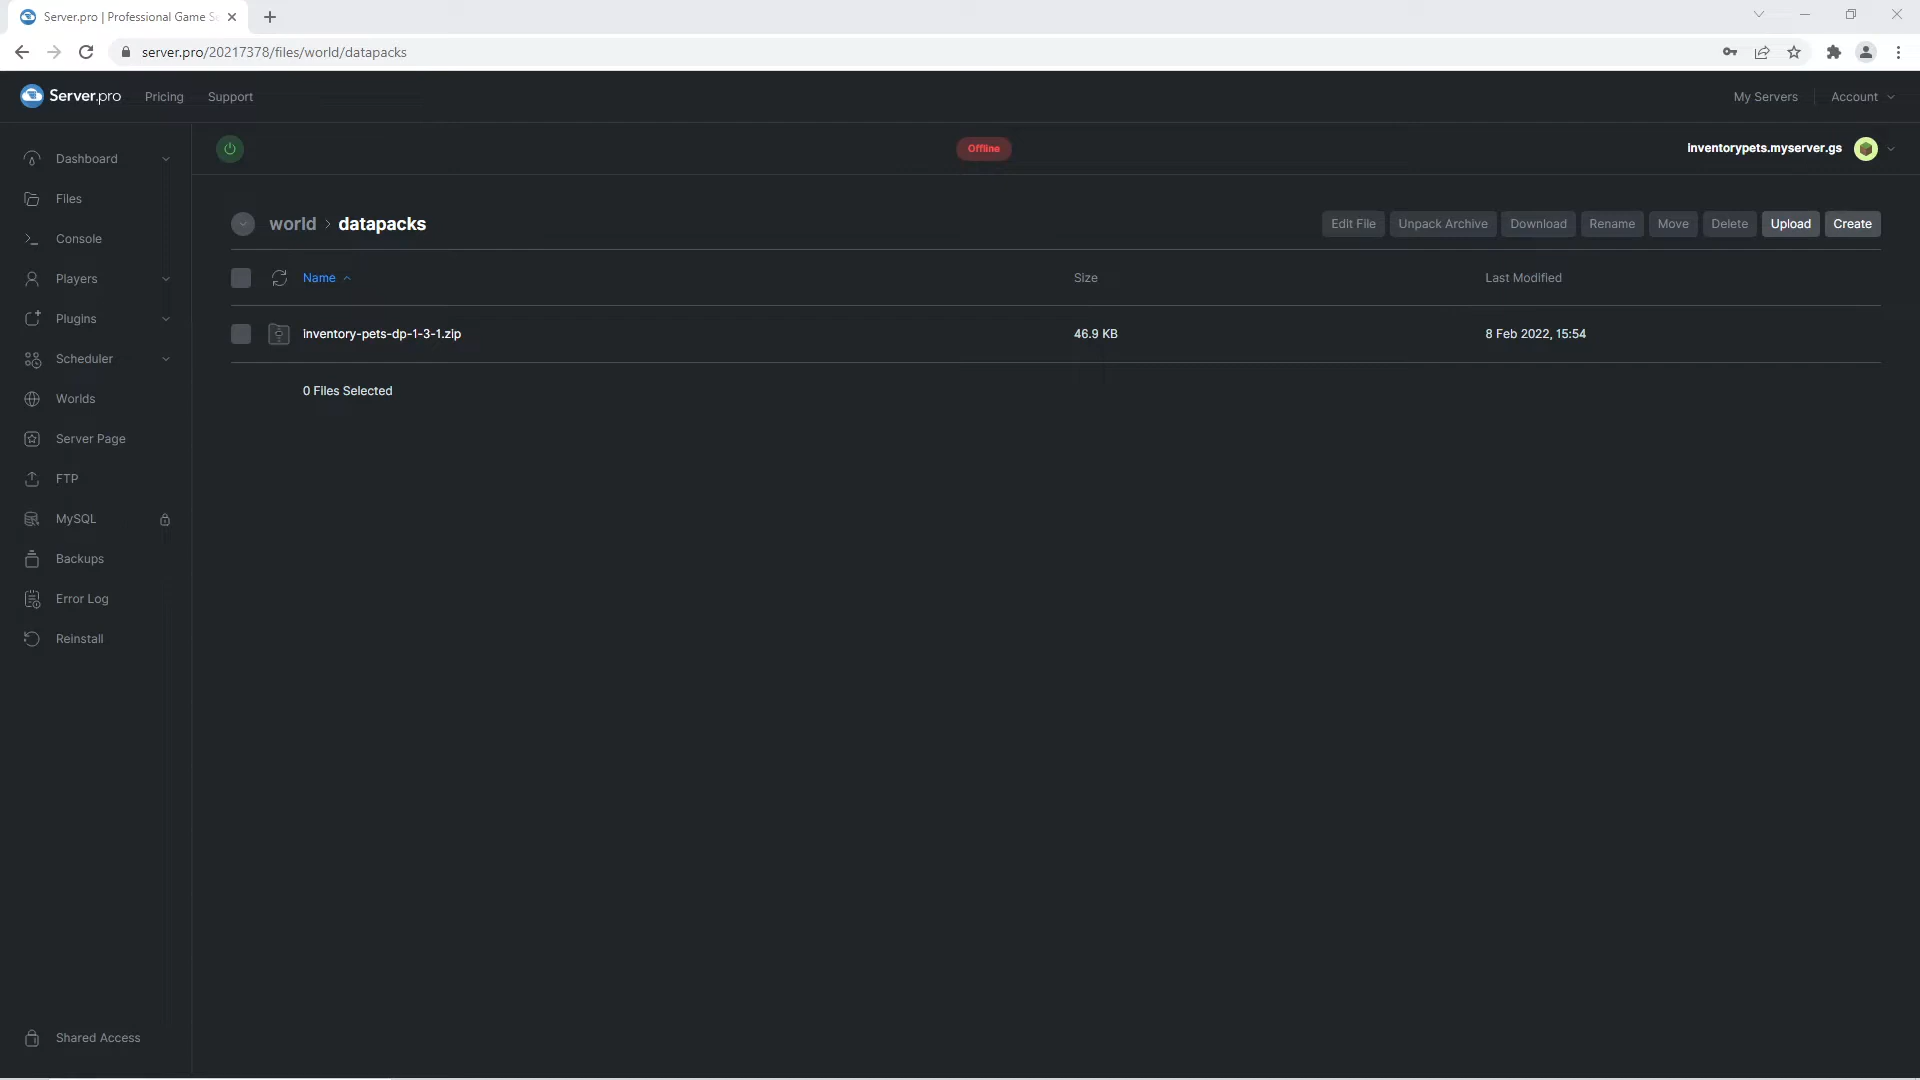 Server.pro | Professional Game Se
server.pro/20217378/files/world/datapacks
Server.pro
Pricing
Support
My Servers
Account
Offline
inventorypets.myserver.gs
Dashboard
Files
Console
Players
Plugins
Scheduler
Worlds
Server Page
FTP
MySQL
Backups
Error Log
Reinstall
Shared Access
world > datapacks
Edit File
Unpack Archive
Download
Rename
Move
Delete
Upload
Create
Name
Size
Last Modified
inventory-pets-dp-1-3-1.zip
46.9 KB
8 Feb 2022, 15:54
0 Files Selected